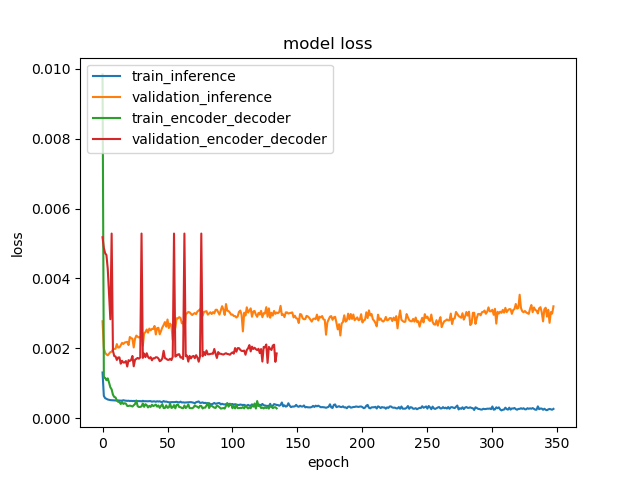 model loss
train_inference
validation_inference
train_encoder_decoder
validation_encoder_decoder
loss
0.010
0.008
0.006
0.004
0.002
0.000
0 50 100 150 200 250 300 350
epoch